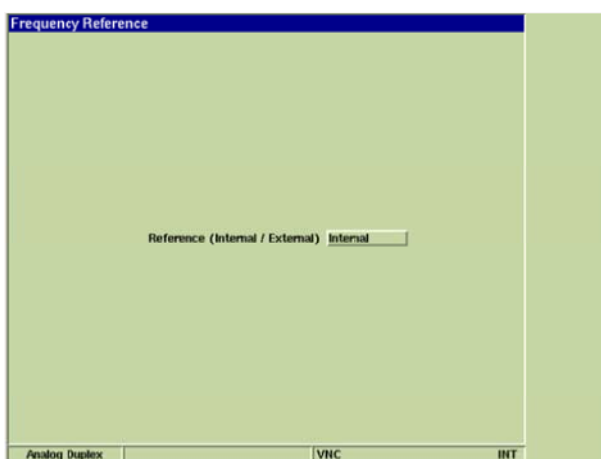 Frequency Reference
Reference (Internal / External) Internal
Analog Duplex VNC INT